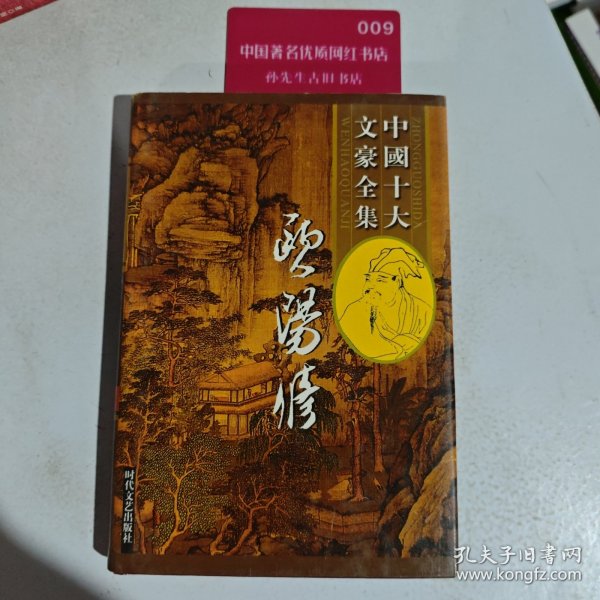 009
中国著名优质网红书店
孙先生古旧书店
中國十大
文豪全集
ZHONGGUOSHIDA
WENHAOQUANJI
欧陽修
时代文艺出版社
孔夫子旧书网
www.kongfz.com